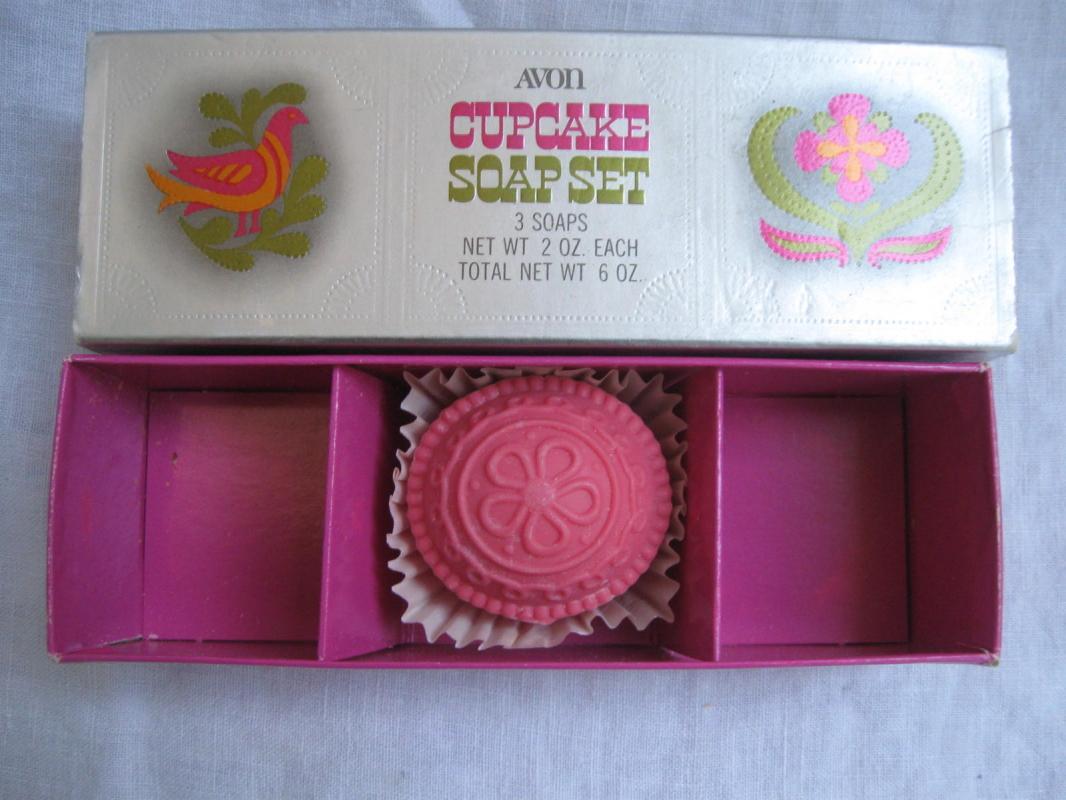 AVON
CUPCAKE
SOAP SET
3 SOAPS
NET WT 2 OZ. EACH
TOTAL NET WT 6 OZ.